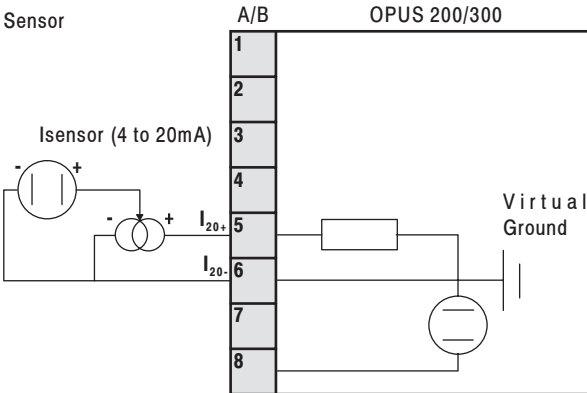 Sensor
A/B
OPUS 200/300
1
2
Isensor (4 to 20mA)
3
4
- +
- +
I20+
5
Virtual
Ground
I20-
6
7
8